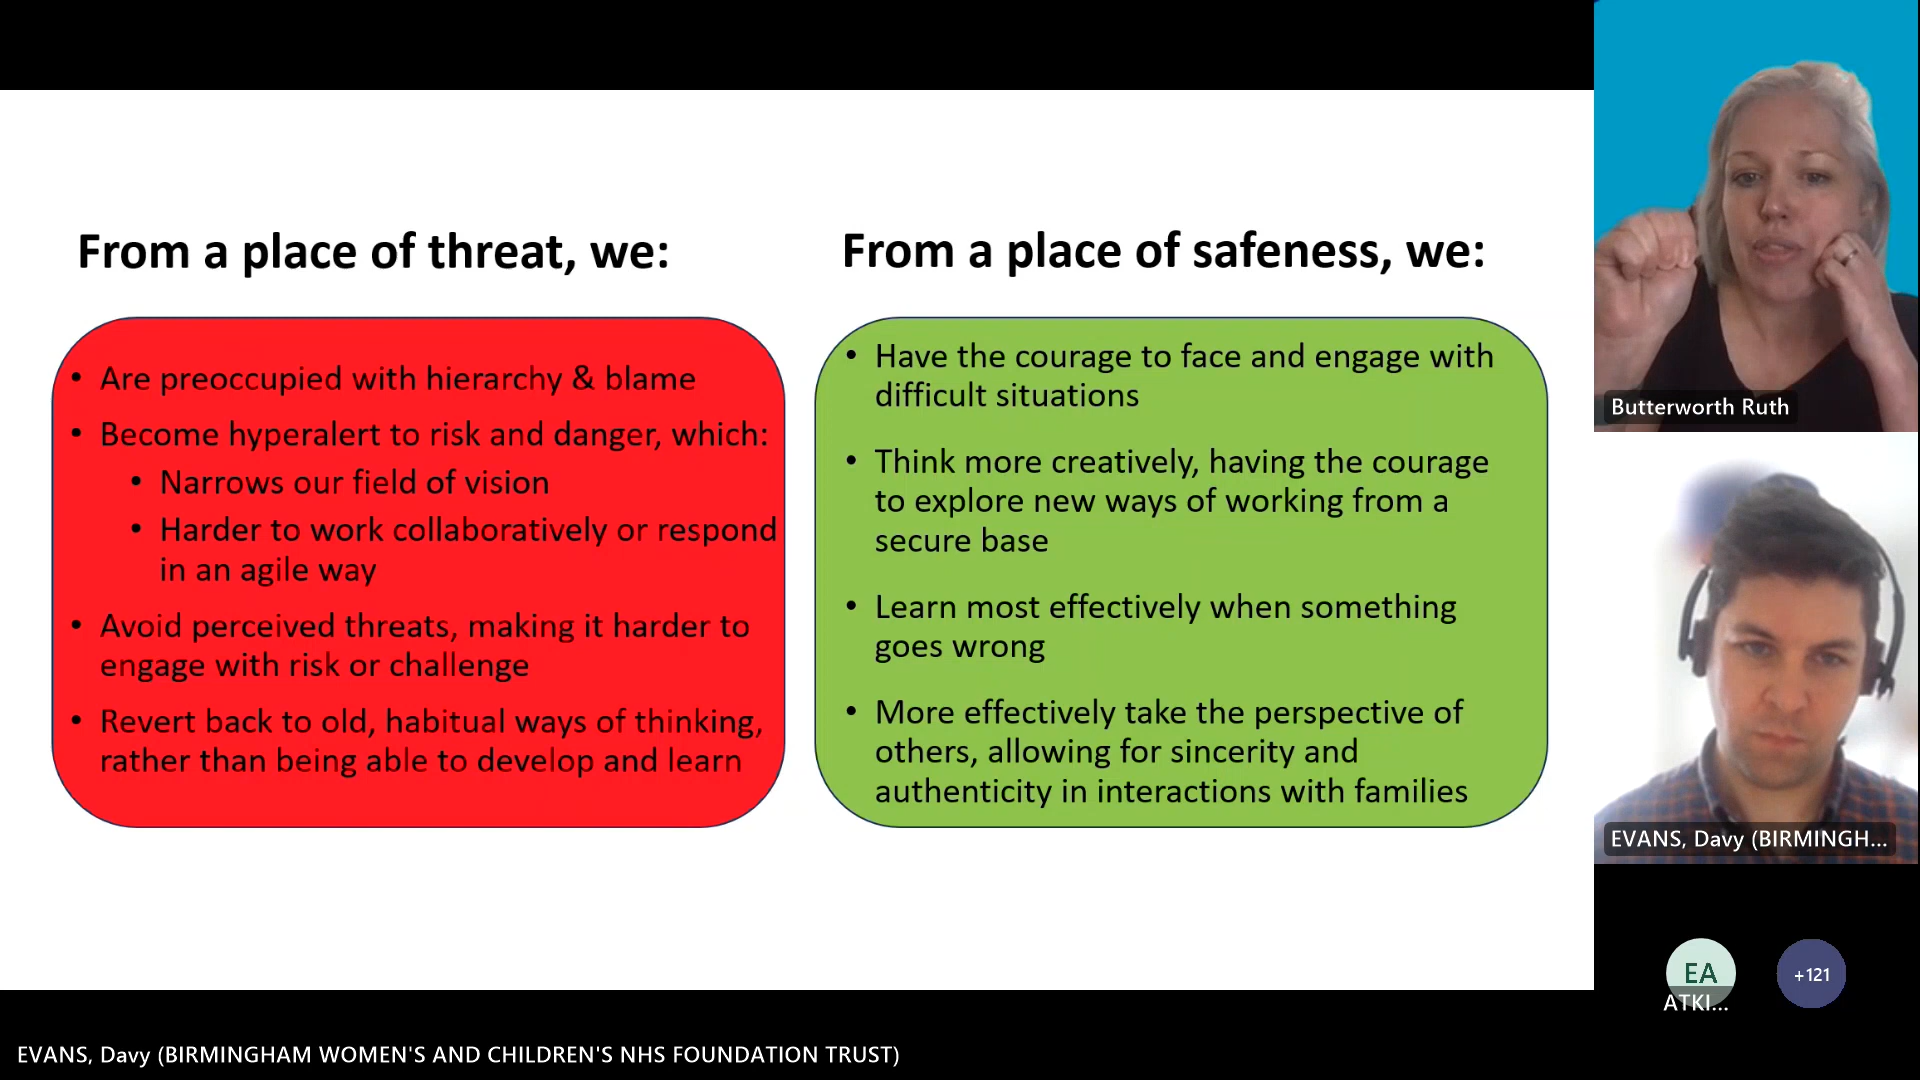 From a place of threat, we:
• Are preoccupied with hierarchy & blame
• Become hyperalert to risk and danger, which:
• Narrows our field of vision
• Harder to work collaboratively or respond
in an agile way
• Avoid perceived threats, making it harder to
engage with risk or challenge
• Revert back to old, habitual ways of thinking,
rather than being able to develop and learn
From a place of safeness, we:
• Have the courage to face and engage with
difficult situations
• Think more creatively, having the courage
to explore new ways of working from a
secure base
• Learn most effectively when something
goes wrong
• More effectively take the perspective of
others, allowing for sincerity and
authenticity in interactions with families
Butterworth Ruth
EVANS, Davy (BIRMINGH...
EA
ATKI...
+121
EVANS, Davy (BIRMINGHAM WOMEN'S AND CHILDREN'S NHS FOUNDATION TRUST)